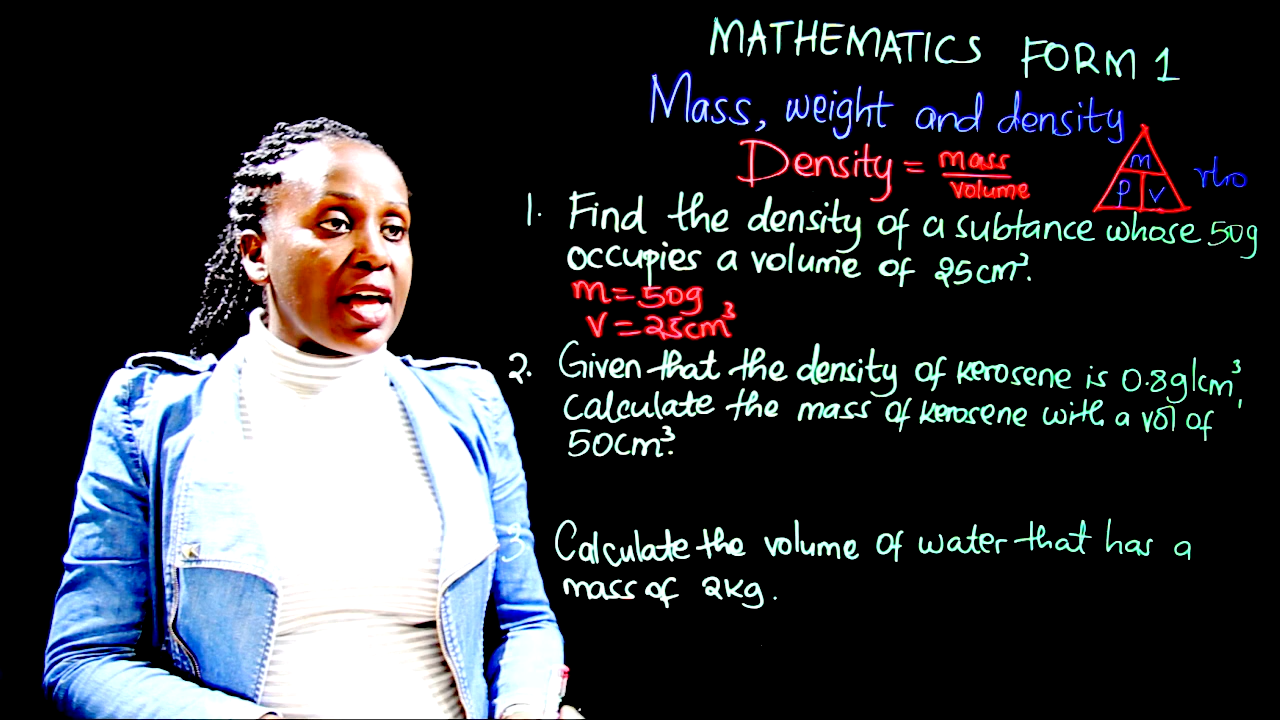 MATHEMATICS FORM 1
Mass, weight and density
Density = mass
volume
m
ρ v
rho
1. Find the density of a subtance whose 50g
occupies a volume of 25cm³.
m = 50g
v = 25cm³
2. Given that the density of kerosene is 0.8g/cm³,
Calculate the mass of kerosene with a vol of
50cm³.
3 Calculate the volume of water that has a
mass of 2kg.